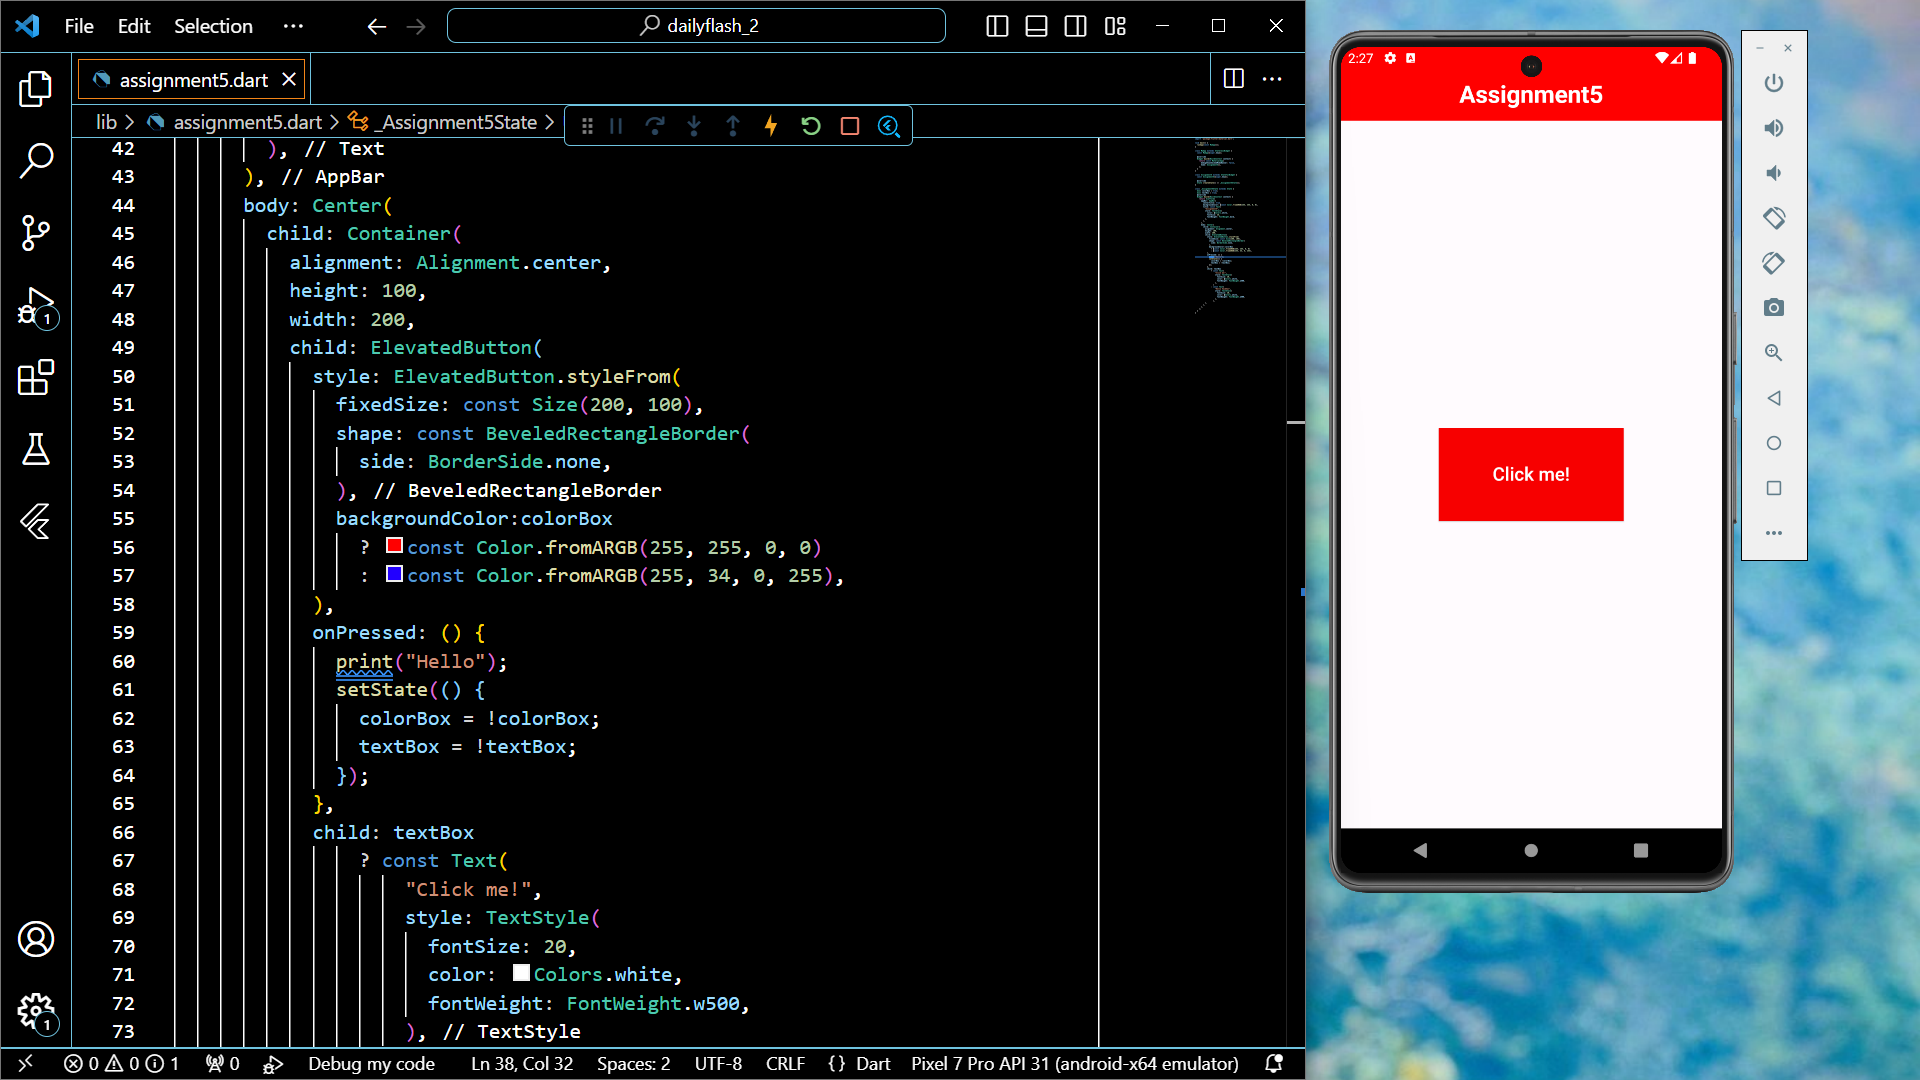 File Edit Selection ··· dailyflash_2
assignment5.dart
lib > assignment5.dart > _Assignment5State >
42 ), // Text
43 ), // AppBar
44 body: Center(
45 child: Container(
46 alignment: Alignment.center,
47 height: 100,
48 width: 200,
49 child: ElevatedButton(
50 style: ElevatedButton.styleFrom(
51 fixedSize: const Size(200, 100),
52 shape: const BeveledRectangleBorder(
53 side: BorderSide.none,
54 ), // BeveledRectangleBorder
55 backgroundColor:colorBox
56 ? const Color.fromARGB(255, 255, 0, 0)
57 : const Color.fromARGB(255, 34, 0, 255),
58 ),
59 onPressed: () {
60 print("Hello");
61 setState(() {
62 colorBox = !colorBox;
63 textBox = !textBox;
64 });
65 },
66 child: textBox
67 ? const Text(
68 "Click me!",
69 style: TextStyle(
70 fontSize: 20,
71 color: Colors.white,
72 fontWeight: FontWeight.w500,
73 ), // TextStyle
1
1
0 0 1 0 Debug my code Ln 38, Col 32 Spaces: 2 UTF-8 CRLF {} Dart Pixel 7 Pro API 31 (android-x64 emulator)
2:27
Assignment5
Click me!